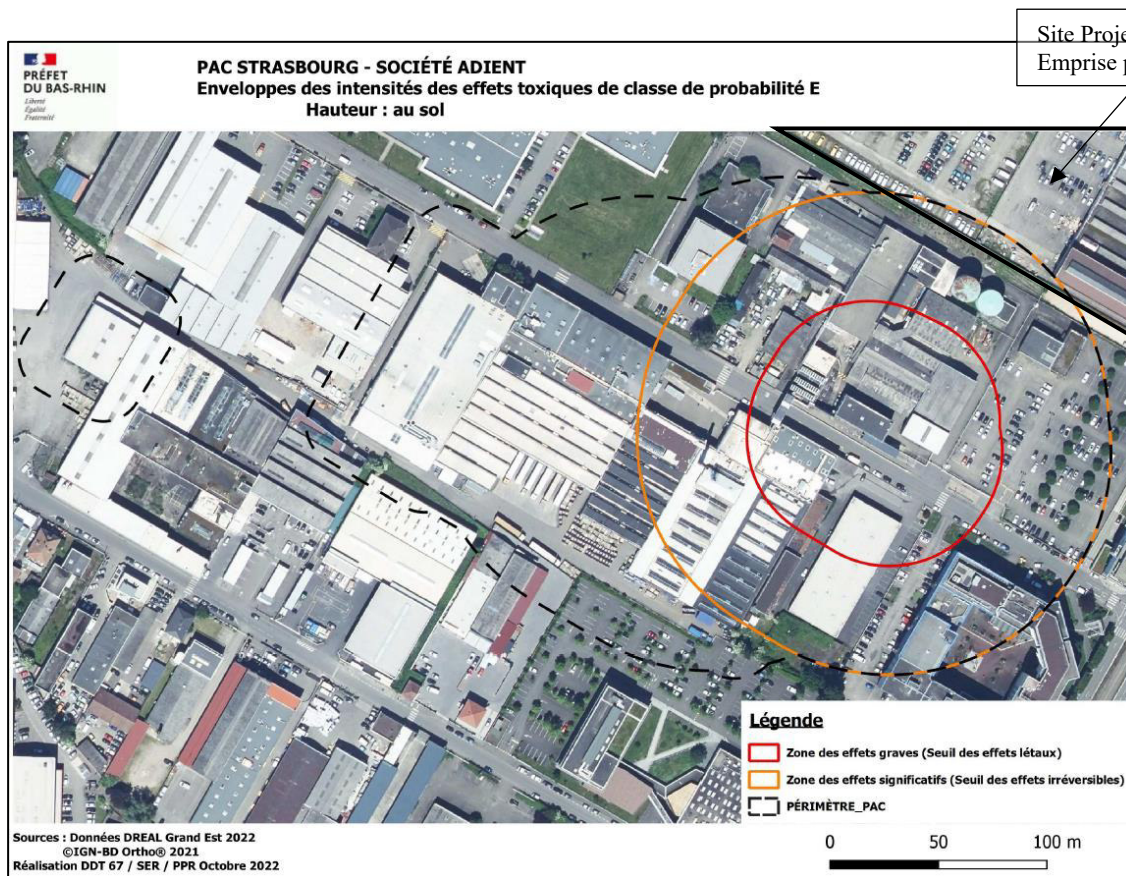 Site Proje
Emprise p
PRÉFET
DU BAS-RHIN
Liberté
Égalité
Fraternité
PAC STRASBOURG - SOCIÉTÉ ADIENT
Enveloppes des intensités des effets toxiques de classe de probabilité E
Hauteur : au sol
Légende
Zone des effets graves (Seuil des effets létaux)
Zone des effets significatifs (Seuil des effets irréversibles)
PÉRIMÈTRE_PAC
Sources : Données DREAL Grand Est 2022
©IGN-BD Ortho® 2021
Réalisation DDT 67 / SER / PPR Octobre 2022
0 50 100 m